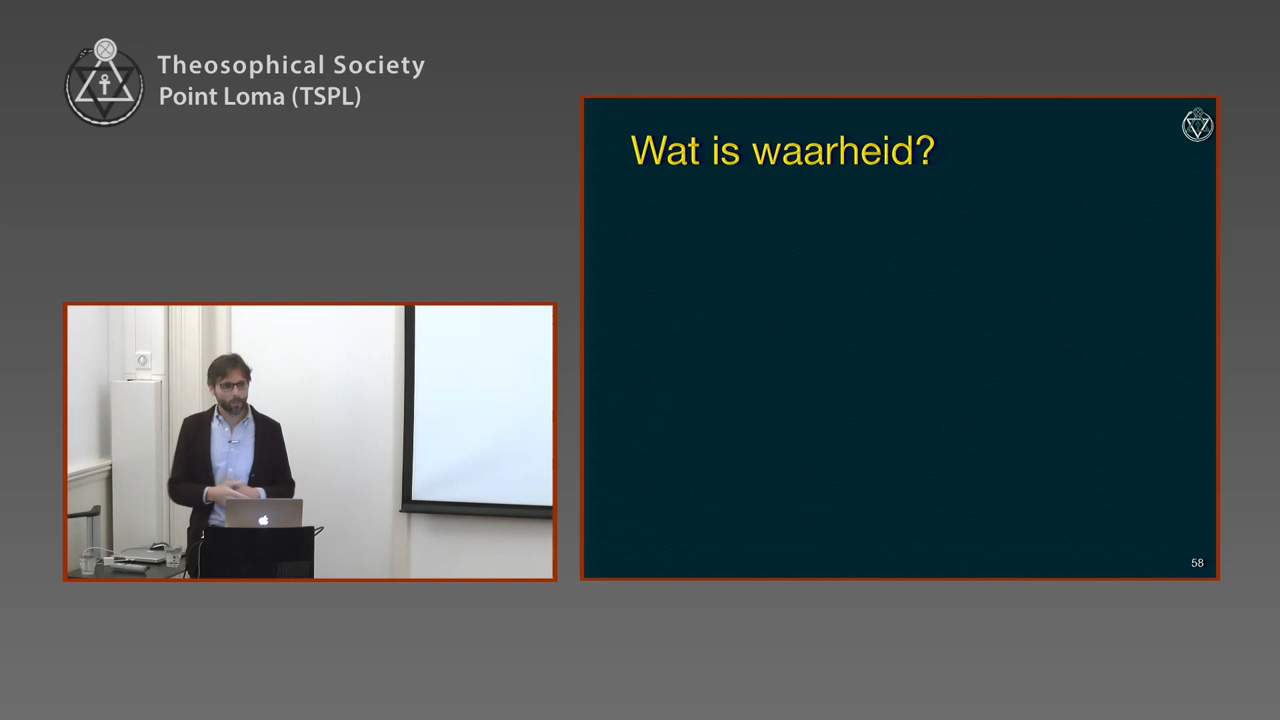 Theosophical Society
Point Loma (TSPL)
Wat is waarheid?
58